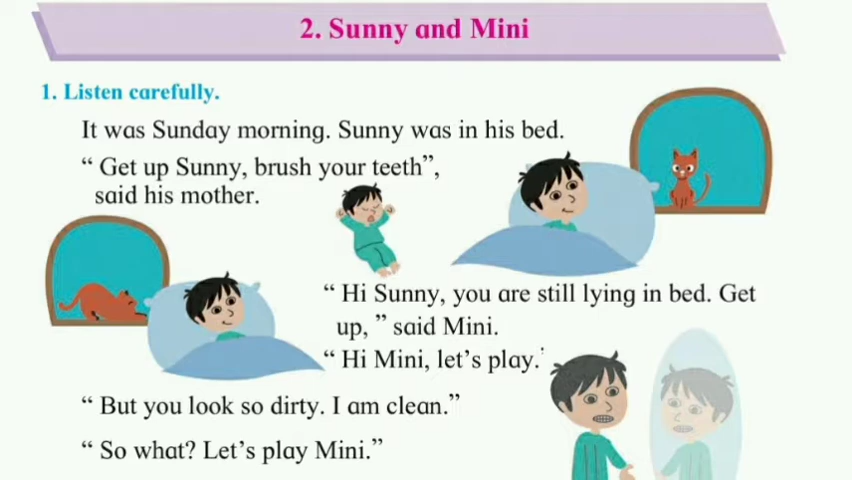 2. Sunny and Mini
1. Listen carefully.
It was Sunday morning. Sunny was in his bed.
“ Get up Sunny, brush your teeth”,
said his mother.
“ Hi Sunny, you are still lying in bed. Get
up, ” said Mini.
“ Hi Mini, let’s play.’
“ But you look so dirty. I am clean.”
“ So what? Let’s play Mini.”